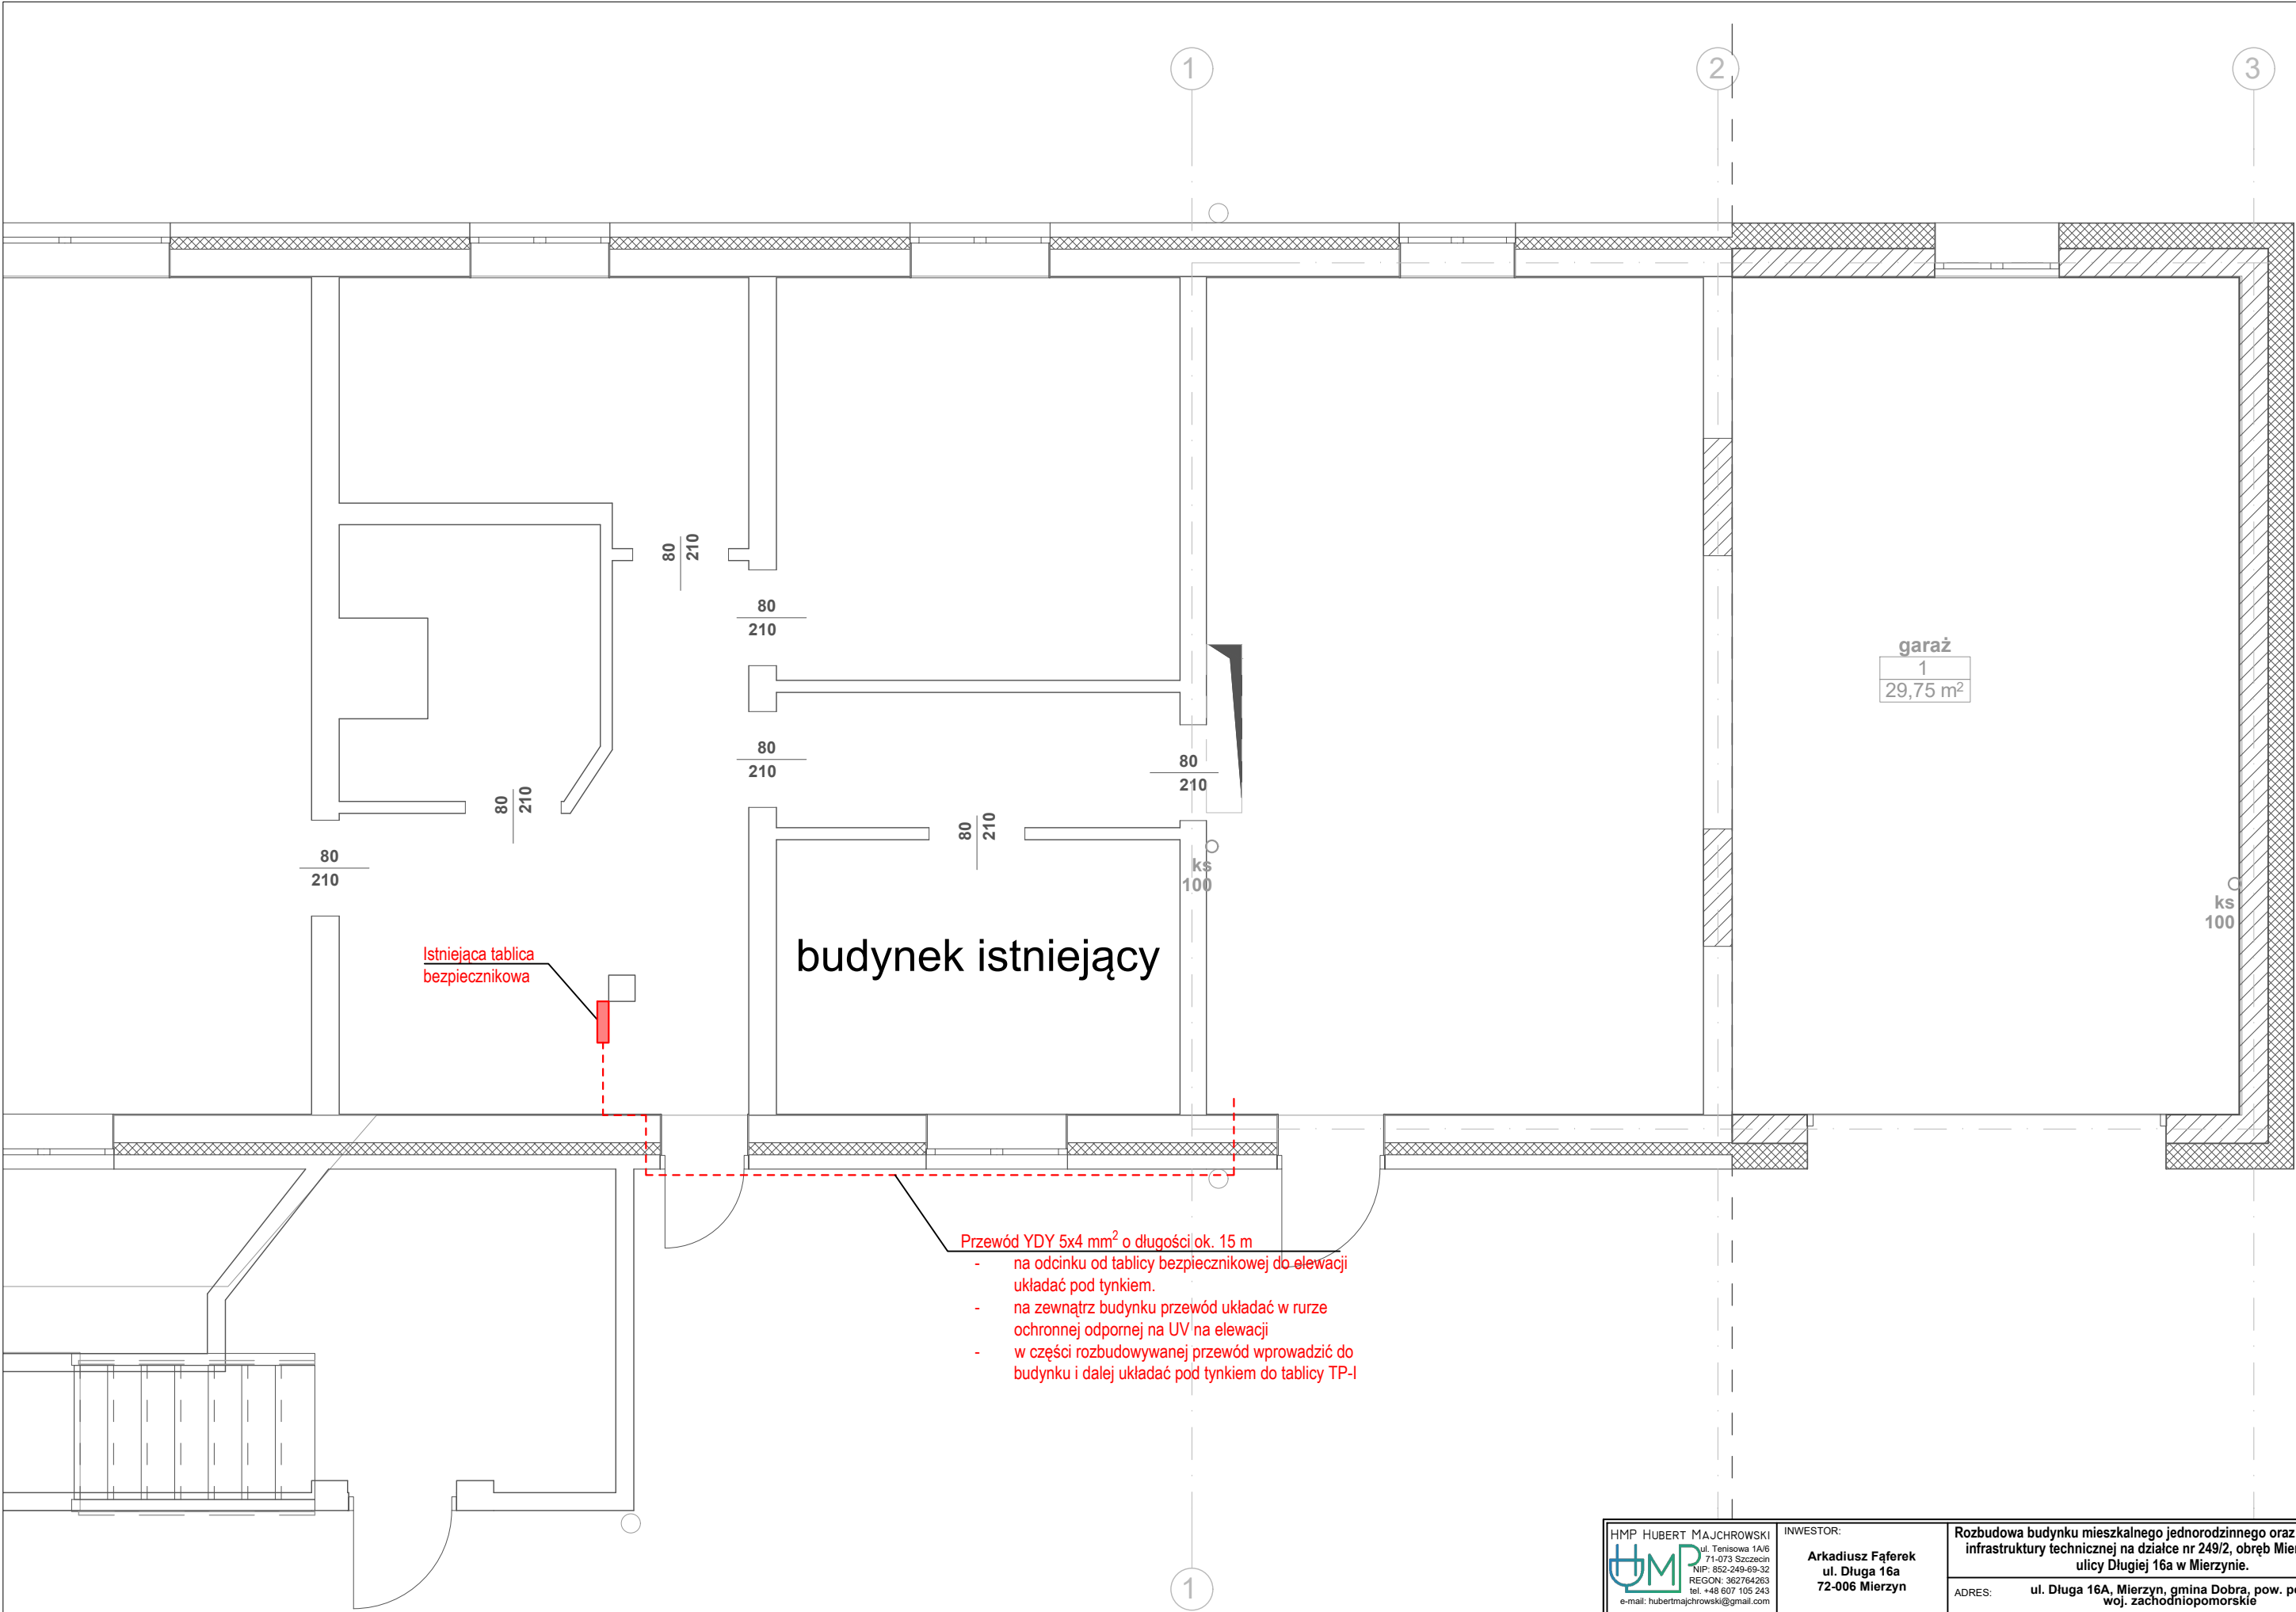 1
2
3
80
210
80
210
garaż
1
29,75 m²
80
210
80
210
80
210
80
210
80
210
ks
100
ks
100
Istniejąca tablica
bezpiecznikowa
budynek istniejący
Przewód YDY 5x4 mm² o długości ok. 15 m
- na odcinku od tablicy bezpiecznikowej do elewacji
układać pod tynkiem.
- na zewnątrz budynku przewód układać w rurze
ochronnej odpornej na UV na elewacji
- w części rozbudowywanej przewód wprowadzić do
budynku i dalej układać pod tynkiem do tablicy TP-I
1
HMP HUBERT MAJCHROWSKI
HMP
ul. Tenisowa 1A/6
71-073 Szczecin
NIP: 852-249-69-32
REGON: 362764263
tel. +48 607 105 243
e-mail: hubertmajchrowski@gmail.com
INWESTOR:
Arkadiusz Fąferek
ul. Długa 16a
72-006 Mierzyn
Rozbudowa budynku mieszkalnego jednorodzinnego oraz
infrastruktury technicznej na działce nr 249/2, obręb
ulicy Długiej 16a w Mierzynie.
ADRES:
ul. Długa 16A, Mierzyn, gmina Dobra, pow.
woj. zachodniopomorskie